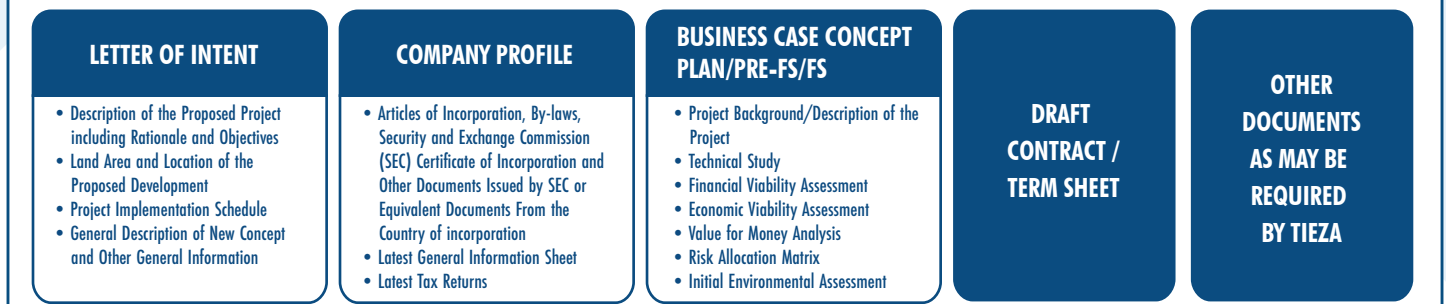 LETTER OF INTENT
• Description of the Proposed Project
including Rationale and Objectives
• Land Area and Location of the
Proposed Development
• Project Implementation Schedule
• General Description of New Concept
and Other General Information
COMPANY PROFILE
• Articles of Incorporation, By-laws,
Security and Exchange Commission
(SEC) Certificate of Incorporation and
Other Documents Issued by SEC or
Equivalent Documents From the
Country of incorporation
• Latest General Information Sheet
• Latest Tax Returns
BUSINESS CASE CONCEPT
PLAN/PRE-FS/FS
• Project Background/Description of the
Project
• Technical Study
• Financial Viability Assessment
• Economic Viability Assessment
• Value for Money Analysis
• Risk Allocation Matrix
• Initial Environmental Assessment
DRAFT
CONTRACT /
TERM SHEET
OTHER
DOCUMENTS
AS MAY BE
REQUIRED
BY TIEZA